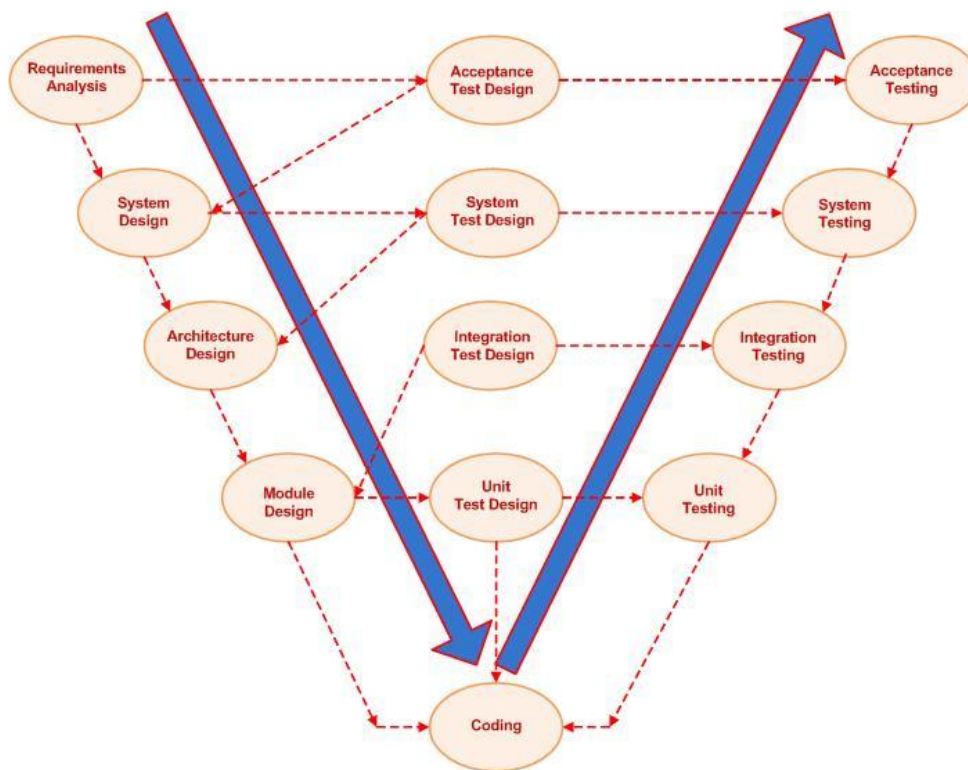 Requirements
Analysis
Acceptance
Test Design
Acceptance
Testing
System
Design
System
Test Design
System
Testing
Architecture
Design
Integration
Test Design
Integration
Testing
Module
Design
Unit
Test Design
Unit
Testing
Coding